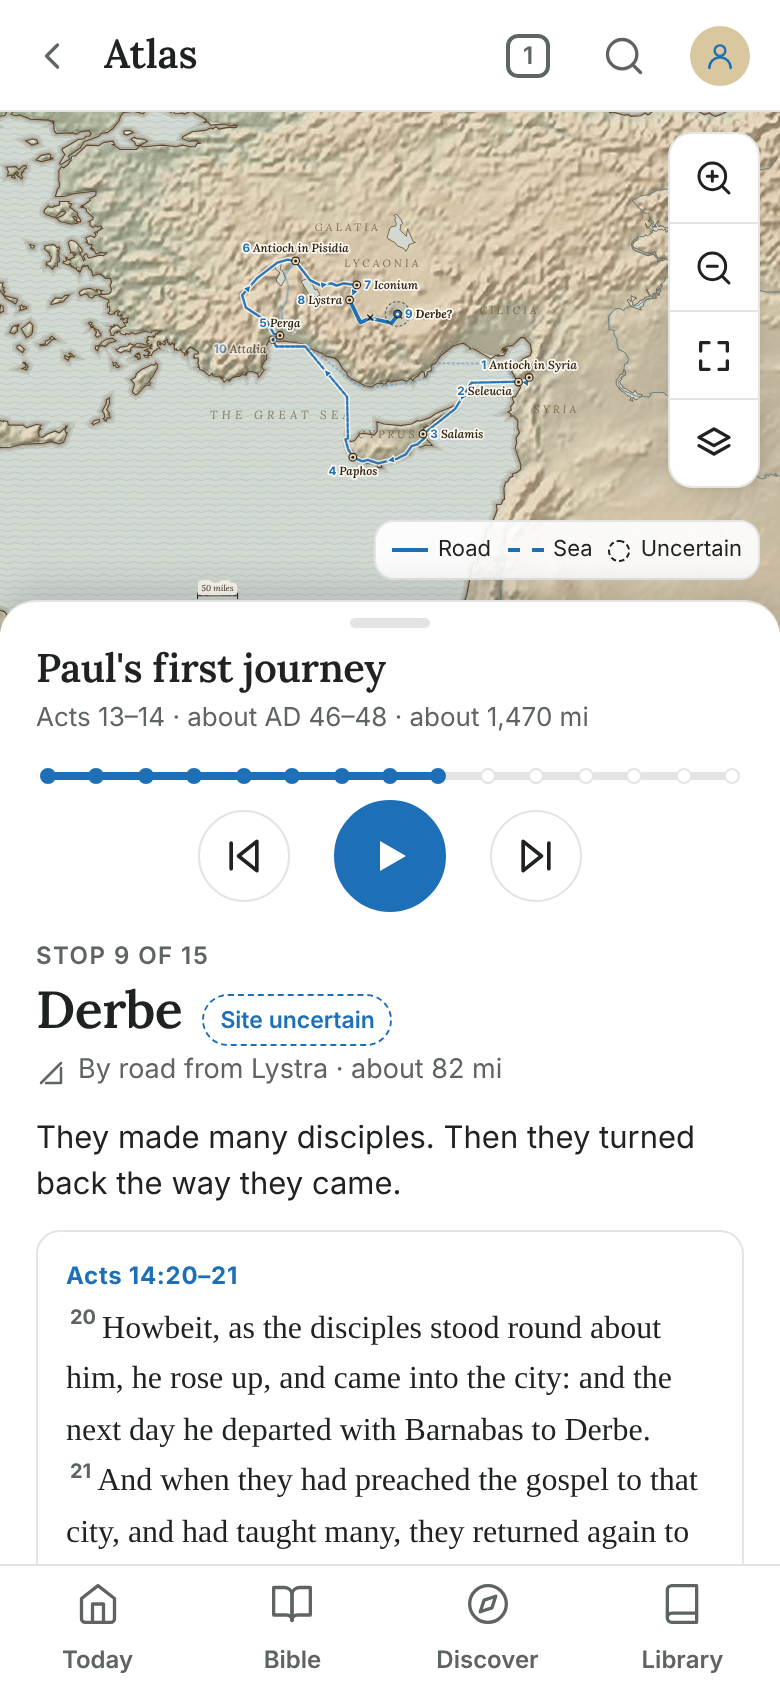 Atlas
1
GALATIA
6 Antioch in Pisidia
LYCAONIA
7 Iconium
8 Lystra
9 Derbe?
CILICIA
5 Perga
10 Attalia
1 Antioch in Syria
2 Seleucia
SYRIA
THE GREAT SEA
CYPRUS
3 Salamis
4 Paphos
Road Sea Uncertain
50 miles
Paul's first journey
Acts 13–14 · about AD 46–48 · about 1,470 mi
STOP 9 OF 15
Derbe Site uncertain
By road from Lystra · about 82 mi
They made many disciples. Then they turned
back the way they came.
Acts 14:20–21
20 Howbeit, as the disciples stood round about
him, he rose up, and came into the city: and the
next day he departed with Barnabas to Derbe.
21 And when they had preached the gospel to that
city, and had taught many, they returned again to
Today Bible Discover Library